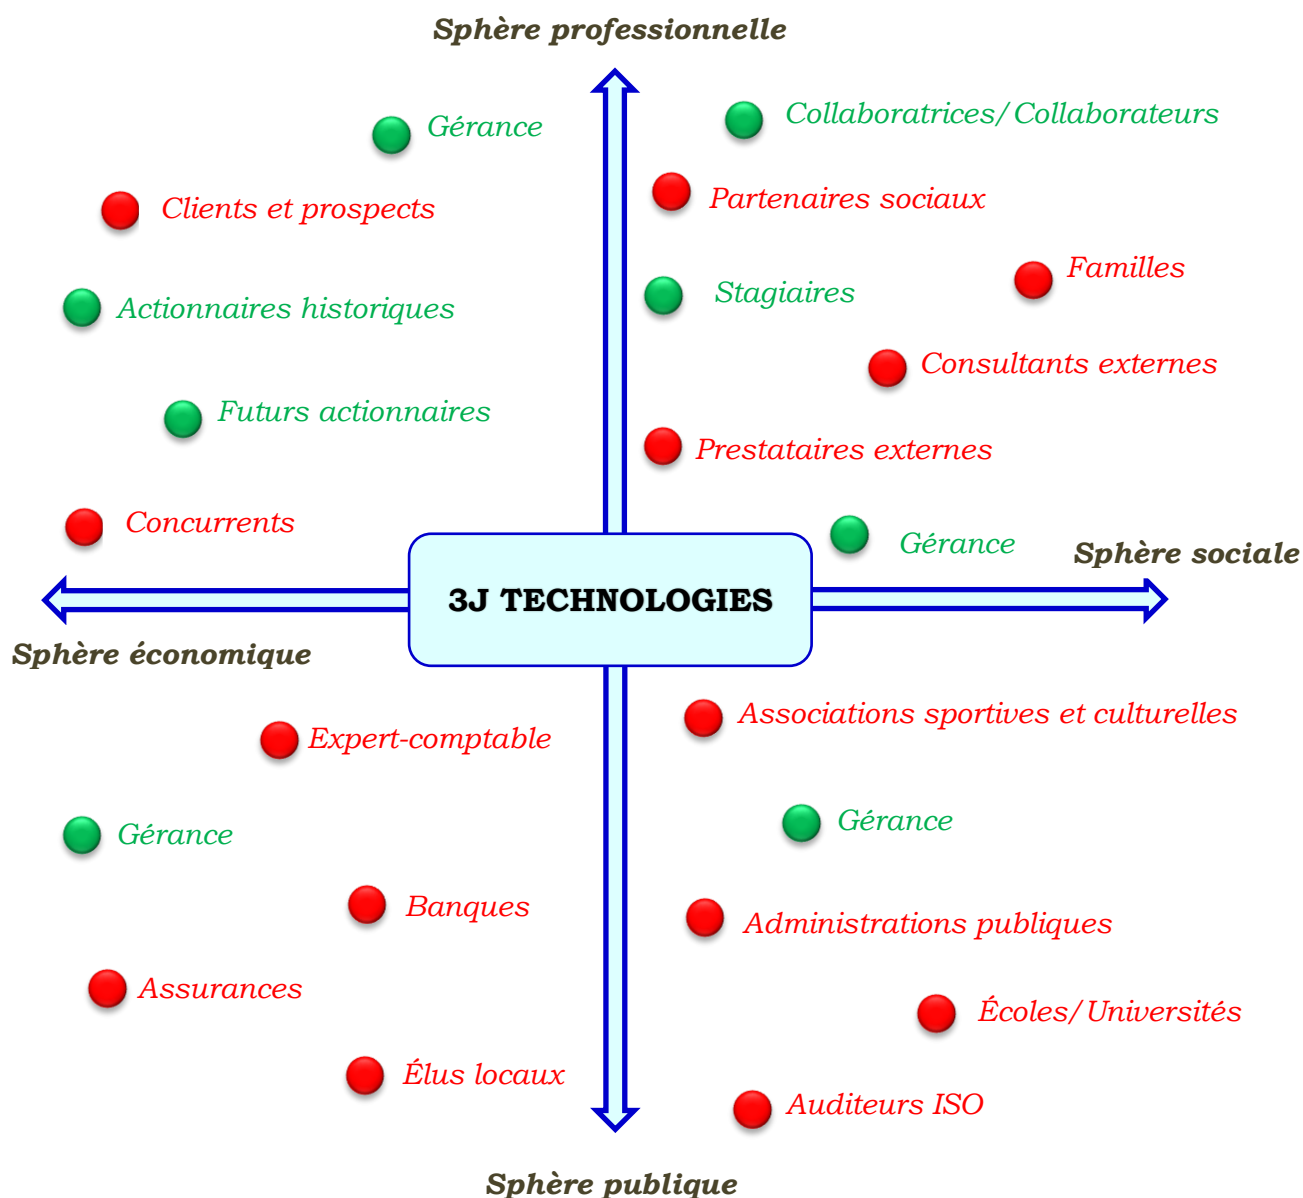 Sphère professionnelle
Gérance
Collaboratrices/Collaborateurs
Clients et prospects
Partenaires sociaux
Familles
Actionnaires historiques
Stagiaires
Consultants externes
Futurs actionnaires
Prestataires externes
Concurrents
Gérance
Sphère sociale
3J TECHNOLOGIES
Sphère économique
Associations sportives et culturelles
Expert-comptable
Gérance
Gérance
Banques
Administrations publiques
Assurances
Écoles/Universités
Élus locaux
Auditeurs ISO
Sphère publique